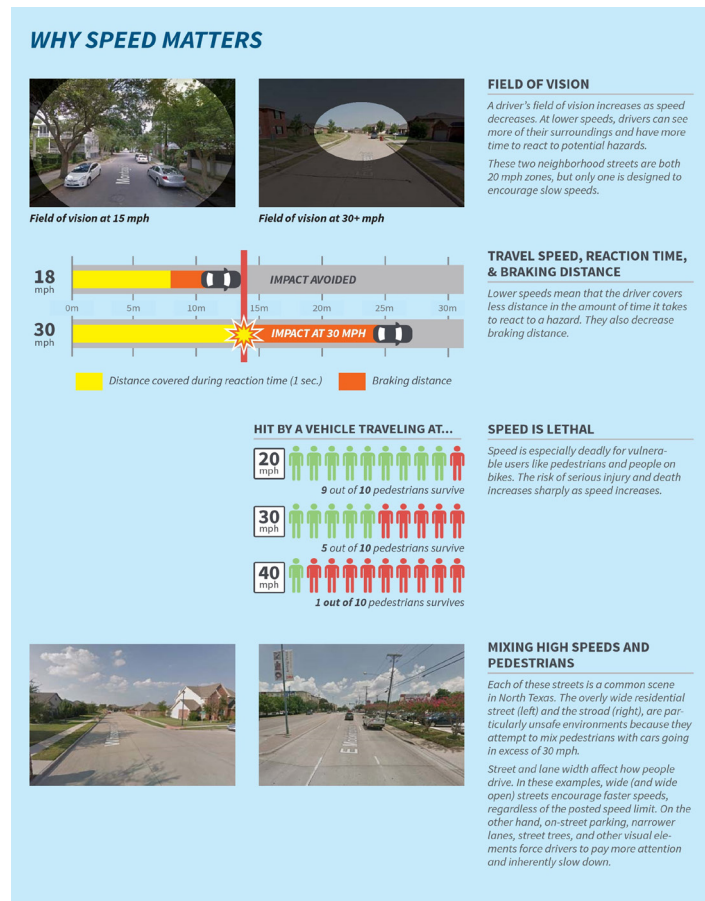 WHY SPEED MATTERS
Field of vision at 15 mph
Field of vision at 30+ mph
FIELD OF VISION
A driver's field of vision increases as speed
decreases. At lower speeds, drivers can see
more of their surroundings and have more
time to react to potential hazards.
These two neighborhood streets are both
20 mph zones, but only one is designed to
encourage slow speeds.
18
mph
IMPACT AVOIDED
0m 5m 10m 15m 20m 25m 30m
30
mph
IMPACT AT 30 MPH
Distance covered during reaction time (1 sec.)
Braking distance
TRAVEL SPEED, REACTION TIME,
& BRAKING DISTANCE
Lower speeds mean that the driver covers
less distance in the amount of time it takes
to react to a hazard. They also decrease
braking distance.
HIT BY A VEHICLE TRAVELING AT...
20
mph
9 out of 10 pedestrians survive
30
mph
5 out of 10 pedestrians survive
40
mph
1 out of 10 pedestrians survives
SPEED IS LETHAL
Speed is especially deadly for vulnera-
ble users like pedestrians and people on
bikes. The risk of serious injury and death
increases sharply as speed increases.
MIXING HIGH SPEEDS AND
PEDESTRIANS
Each of these streets is a common scene
in North Texas. The overly wide residential
street (left) and the stroad (right), are par-
ticularly unsafe environments because they
attempt to mix pedestrians with cars going
in excess of 30 mph.
Street and lane width affect how people
drive. In these examples, wide (and wide
open) streets encourage faster speeds,
regardless of the posted speed limit. On the
other hand, on-street parking, narrower
lanes, street trees, and other visual ele-
ments force drivers to pay more attention
and inherently slow down.